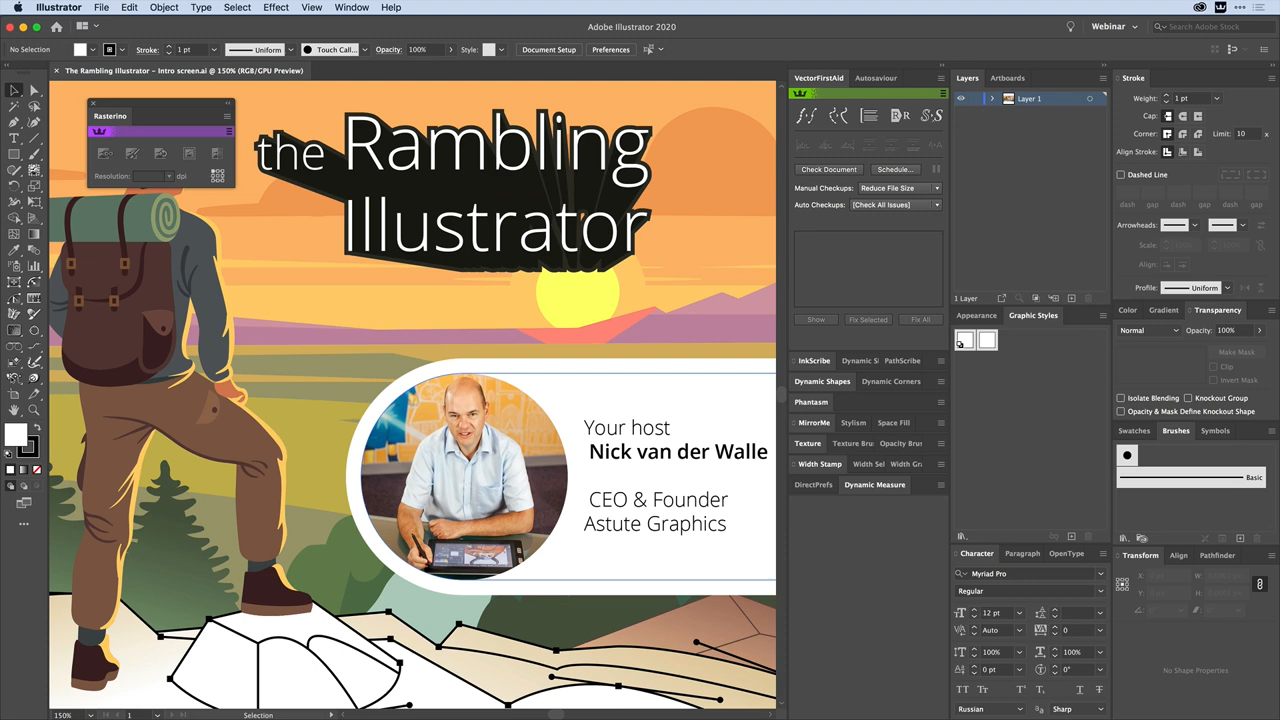 Illustrator File Edit Object Type Select Effect View Window Help
Adobe Illustrator 2020
Webinar
Search Adobe Stock
No Selection
Stroke: 1 pt
Uniform
Touch Call...
Opacity: 100%
Style:
Document Setup
Preferences
The Rambling Illustrator – Intro screen.ai @ 150% (RGB/GPU Preview)
Rasterino
Resolution: dpi
the Rambling
Illustrator
Your host
Nick van der Walle
CEO & Founder
Astute Graphics
150%
1
Selection
VectorFirstAid Autosaviour
Check Document Schedule...
Manual Checkups: Reduce File Size
Auto Checkups: [Check All Issues]
Show Fix Selected Fix All
InkScribe Dynamic S PathScribe
Dynamic Shapes Dynamic Corners
Phantasm
MirrorMe Stylism Space Fill
Texture Texture Bru Opacity Brus
Width Stamp Width Sel Width Gr
DirectPrefs Dynamic Measure
Layers Artboards
Layer 1
1 Layer
Appearance Graphic Styles
Character Paragraph OpenType
Myriad Pro
Regular
12 pt
Auto 0
100% 100%
0 pt 0°
TT Tr T T T T
Russian Sharp
Stroke
Weight: 1 pt
Cap:
Corner: Limit: 10 x
Align Stroke:
Dashed Line
dash gap dash gap dash gap
Arrowheads:
Scale: 100% 100%
Align:
Profile: Uniform
Color Gradient Transparency
Normal Opacity: 100%
Make Mask
Clip
Invert Mask
Isolate Blending Knockout Group
Opacity & Mask Define Knockout Shape
Swatches Brushes Symbols
Basic
Transform Align Pathfinder
X: W:
Y: H:
No Shape Properties